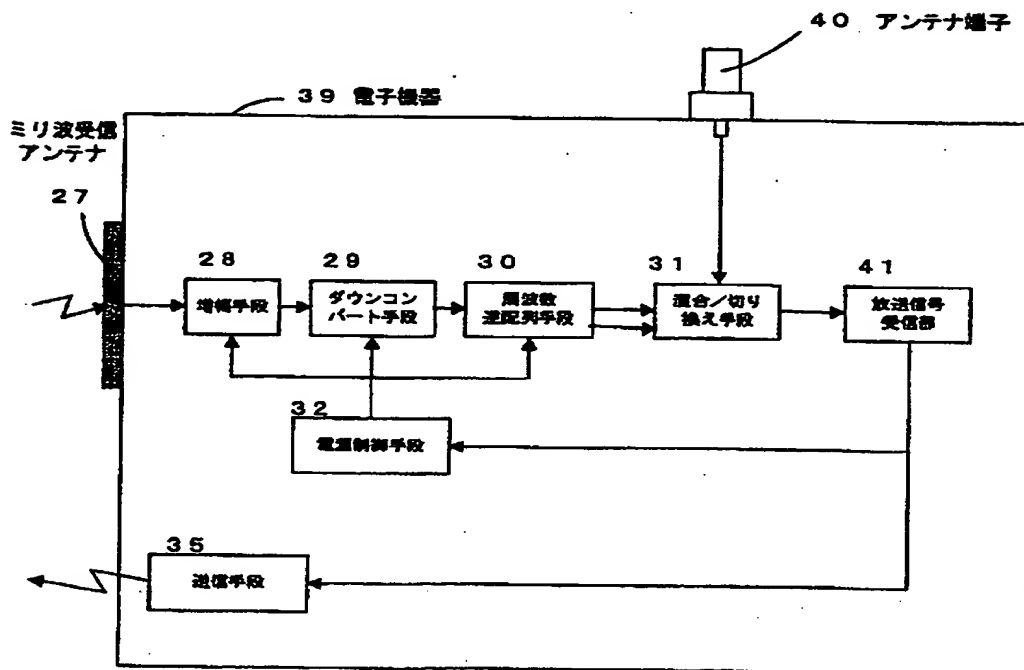 40 アンテナ端子
39 電子機器
ミリ波受信
アンテナ
27
28
増幅手段
29
ダウンコン
バート手段
30
周波数
逆配列手段
31
混合/切り
換え手段
41
放送信号
受信部
32
電源制御手段
35
送信手段